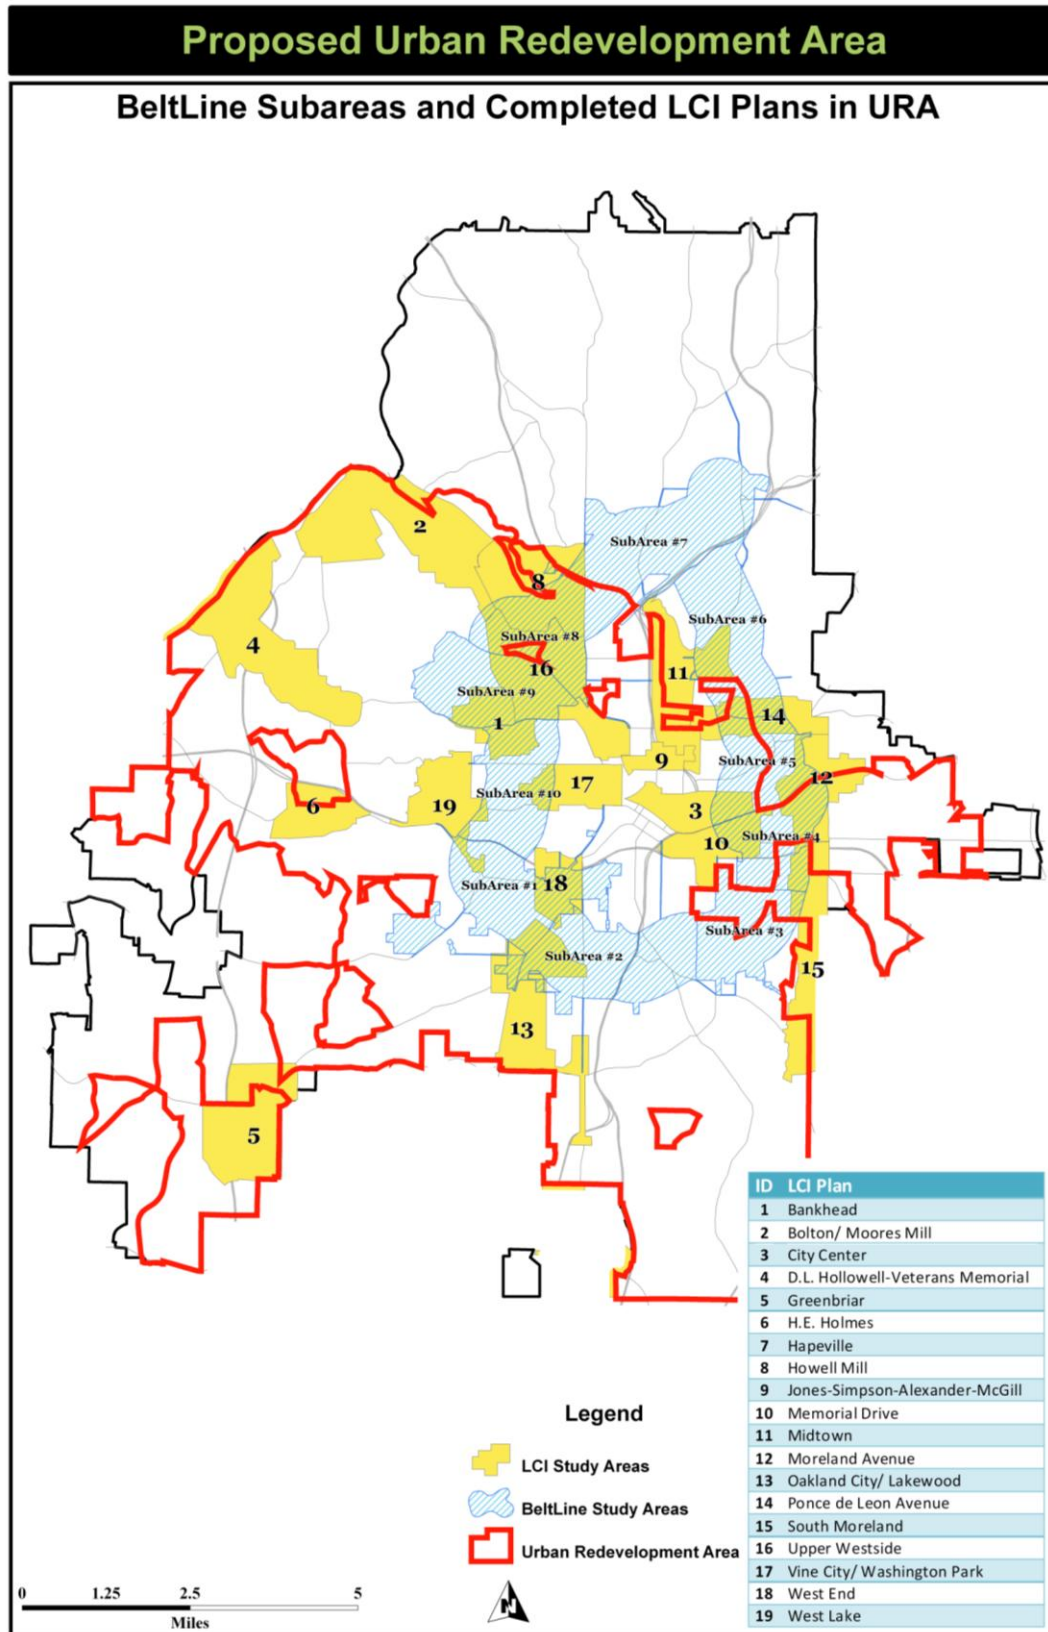 Proposed Urban Redevelopment Area
BeltLine Subareas and Completed LCI Plans in URA
2
SubArea #7
8
SubArea #6
SubArea #8
4
16
11
SubArea #9
14
1
SubArea #5
9
12
17
SubArea #10
6
19
3
SubArea #4
10
SubArea #1
18
SubArea #3
SubArea #2
15
13
5
ID LCI Plan
1 Bankhead
2 Bolton/ Moores Mill
3 City Center
4 D.L. Hollowell-Veterans Memorial
5 Greenbriar
6 H.E. Holmes
7 Hapeville
8 Howell Mill
9 Jones-Simpson-Alexander-McGill
10 Memorial Drive
11 Midtown
12 Moreland Avenue
13 Oakland City/ Lakewood
14 Ponce de Leon Avenue
15 South Moreland
16 Upper Westside
17 Vine City/ Washington Park
18 West End
19 West Lake
Legend
LCI Study Areas
BeltLine Study Areas
Urban Redevelopment Area
N
0 1.25 2.5 5
Miles